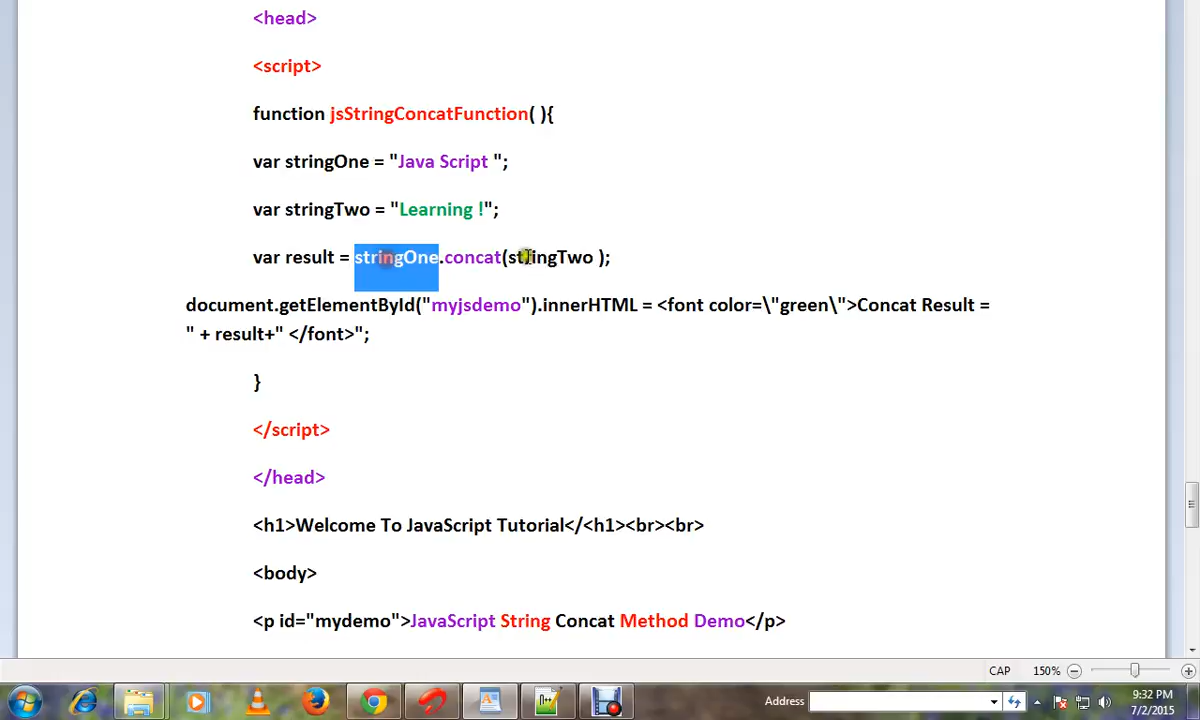 <head>
<script>
function jsStringConcatFunction( ){
var stringOne = "Java Script ";
var stringTwo = "Learning !";
var result = stringOne.concat(stringTwo );
document.getElementById("myjsdemo").innerHTML = <font color=\"green\">Concat Result =
" + result+" </font>";
}
</script>
</head>
<h1>Welcome To JavaScript Tutorial</<h1><br><br>
<body>
<p id="mydemo">JavaScript String Concat Method Demo</p>
CAP 150%
Address
9:32 PM
7/2/2015